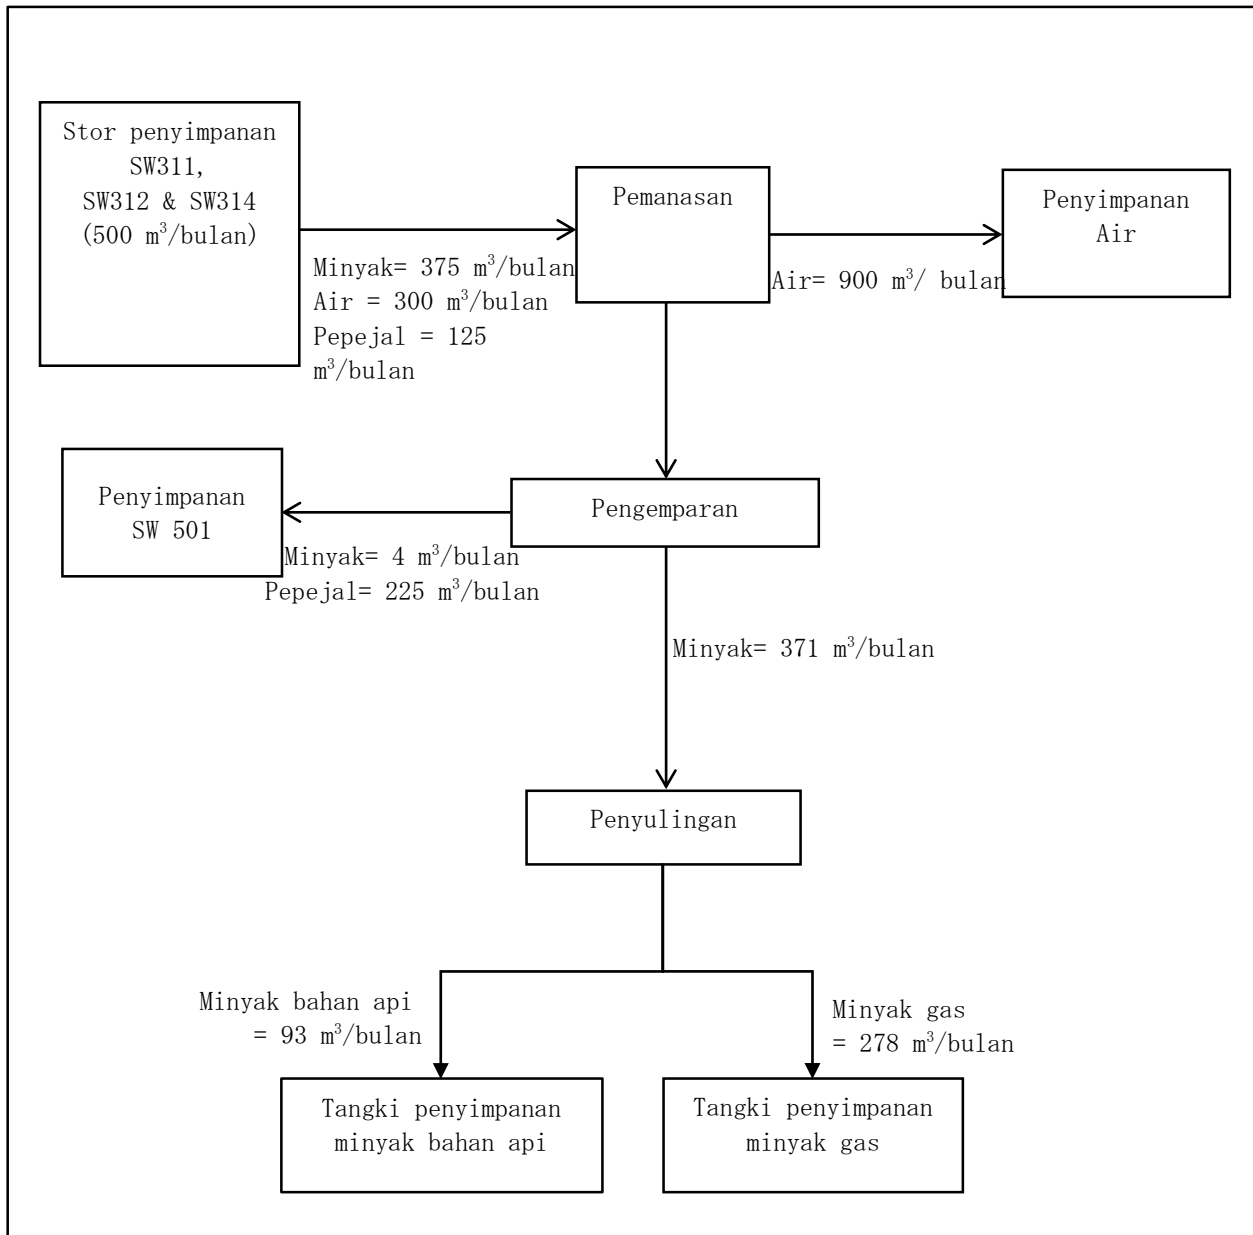 Stor penyimpanan
SW311,
SW312 & SW314
(500 m³/bulan)
Pemanasan
Penyimpanan
Air
Minyak= 375 m³/bulan
Air = 300 m³/bulan
Pepejal = 125
m³/bulan
Air= 900 m³/ bulan
Penyimpanan
SW 501
Pengemparan
Minyak= 4 m³/bulan
Pepejal= 225 m³/bulan
Minyak= 371 m³/bulan
Penyulingan
Minyak bahan api
= 93 m³/bulan
Minyak gas
= 278 m³/bulan
Tangki penyimpanan
minyak bahan api
Tangki penyimpanan
minyak gas